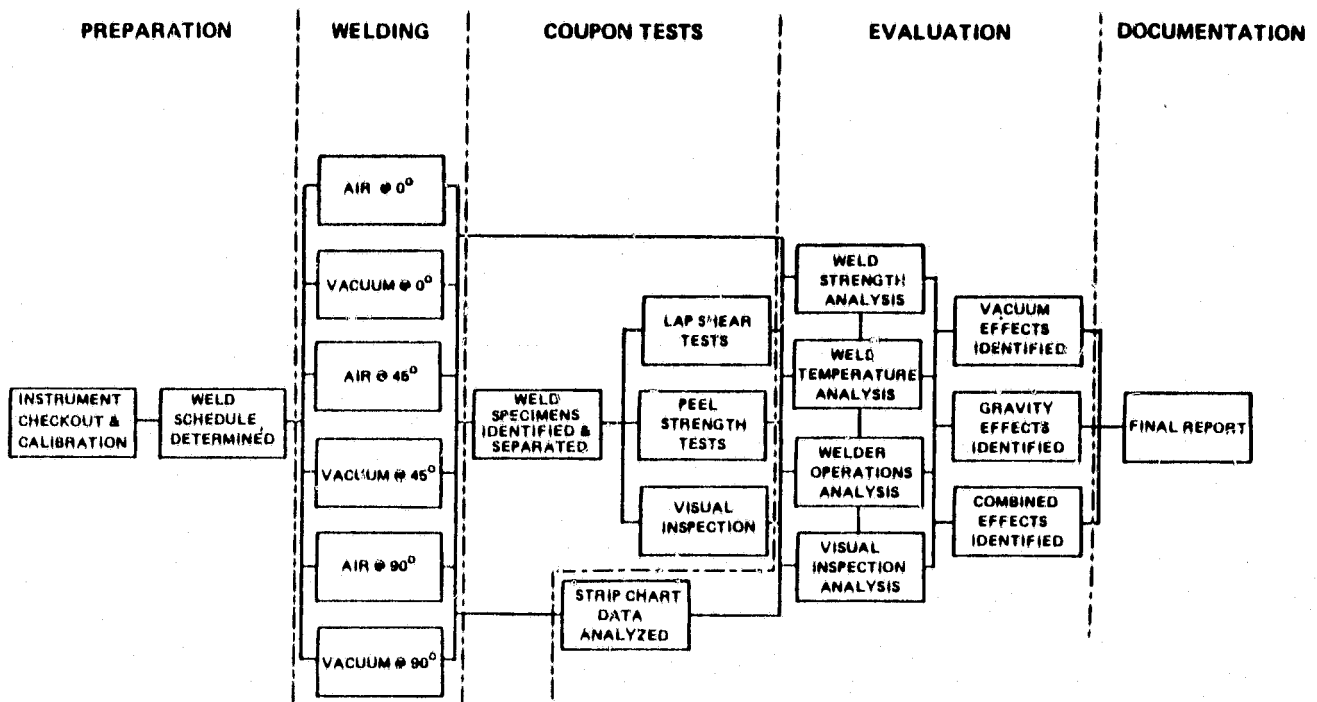 PREPARATION
WELDING
COUPON TESTS
EVALUATION
DOCUMENTATION
INSTRUMENT
CHECKOUT &
CALIBRATION
WELD
SCHEDULE
DETERMINED
AIR @ 0°
VACUUM @ 0°
AIR @ 45°
VACUUM @ 45°
AIR @ 90°
VACUUM @ 90°
WELD
SPECIMENS
IDENTIFIED &
SEPARATED
LAP SHEAR
TESTS
PEEL
STRENGTH
TESTS
VISUAL
INSPECTION
STRIP CHART
DATA
ANALYZED
WELD
STRENGTH
ANALYSIS
WELD
TEMPERATURE
ANALYSIS
WELDER
OPERATIONS
ANALYSIS
VISUAL
INSPECTION
ANALYSIS
VACUUM
EFFECTS
IDENTIFIED
GRAVITY
EFFECTS
IDENTIFIED
COMBINED
EFFECTS
IDENTIFIED
FINAL REPORT